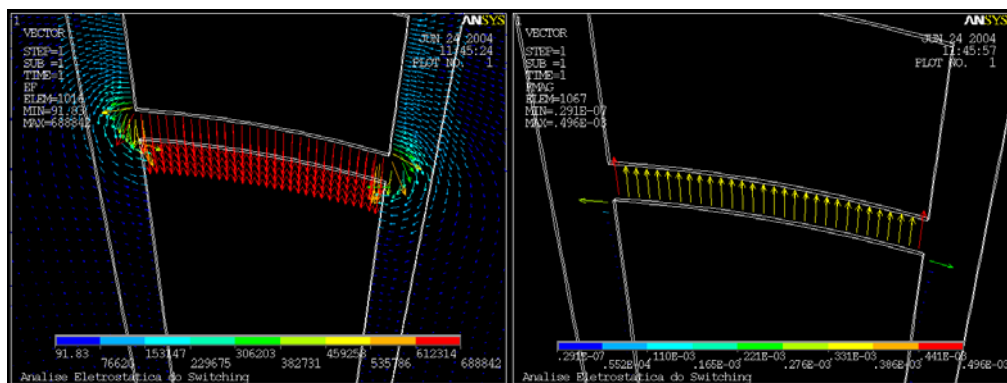 1
ANSYS
VECTOR
JUN 24 2004
11:45:24
PLOT NO. 1
STEP=1
SUB =1
TIME=1
EF
ELEM=1016
MIN=91.83
MAX=688842
91.83 153147 306203 459258 612314
76620 229675 382731 535786 688842
Analise Eletrostatica do Switching
1
ANSYS
VECTOR
JUN 24 2004
11:45:57
PLOT NO. 1
STEP=1
SUB =1
TIME=1
FMAG
ELEM=1067
MIN=.291E-07
MAX=.496E-03
.291E-07 .110E-03 .221E-03 .331E-03 .441E-03
.552E-04 .165E-03 .276E-03 .386E-03 .496E-03
Analise Eletrostatica do Switching